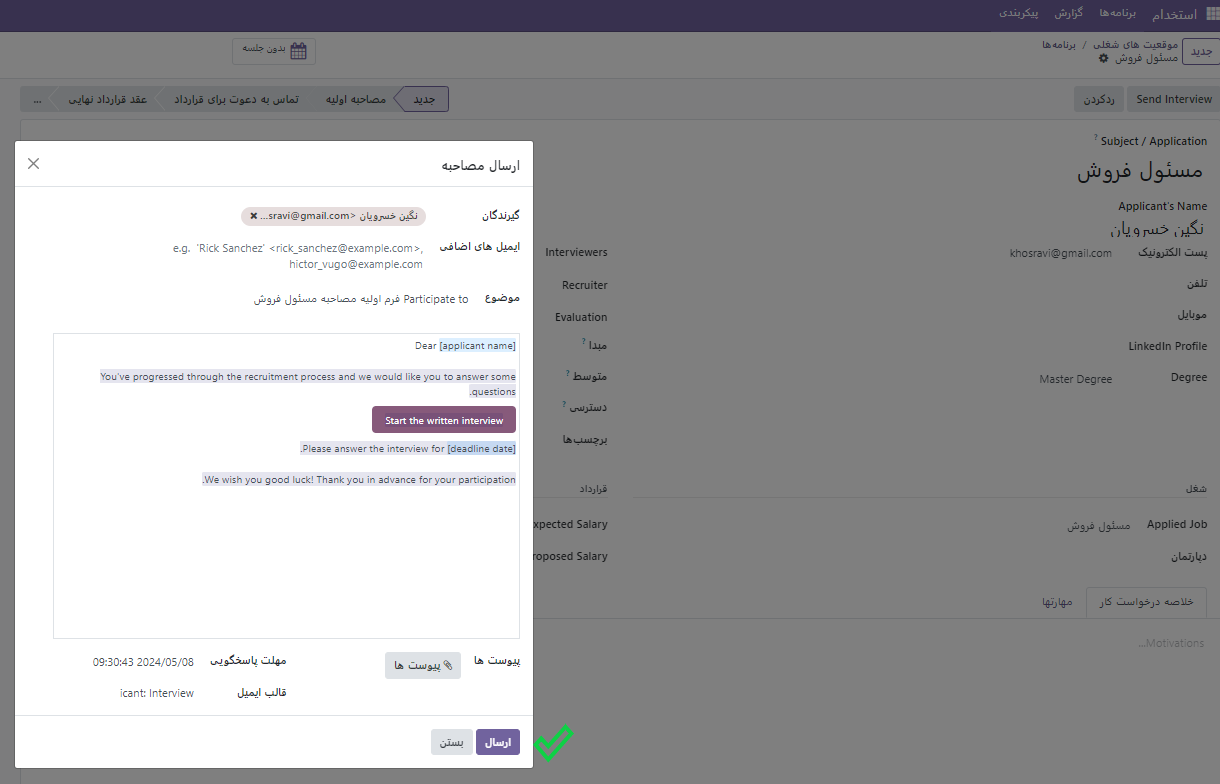 استخدام برنامه‌ها گزارش پیکربندی
جدید
موقعیت های شغلی / برنامه‌ها
مسئول فروش
بدون جلسه
Send Interview
ردکردن
جدید
مصاحبه اولیه
تماس به دعوت برای قرارداد
عقد قرارداد نهایی
...
Subject / Application ?
مسئول فروش
Applicant's Name
نگین خسرویان
پست الکترونیک khosravi@gmail.com
تلفن
موبایل
LinkedIn Profile
Degree Master Degree
Interviewers
Recruiter
Evaluation
مبدا ?
متوسط ?
دسترسی ?
برچسب‌ها
شغل
Applied Job مسئول فروش
دپارتمان
قرارداد
xpected Salary
roposed Salary
خلاصه درخواست کار
مهارتها
Motivations...
ارسال مصاحبه
گیرندگان نگین خسرویان <sravi@gmail.com...
ایمیل های اضافی e.g. 'Rick Sanchez' <rick_sanchez@example.com>,
hictor_vugo@example.com
موضوع Participate to فرم اولیه مصاحبه مسئول فروش
Dear [applicant name]
You've progressed through the recruitment process and we would like you to answer some
.questions
Start the written interview
.Please answer the interview for [deadline date]
.We wish you good luck! Thank you in advance for your participation
پیوست ها پیوست ها
مهلت پاسخگویی 2024/05/08 09:30:43
قالب ایمیل icant: Interview
ارسال
بستن